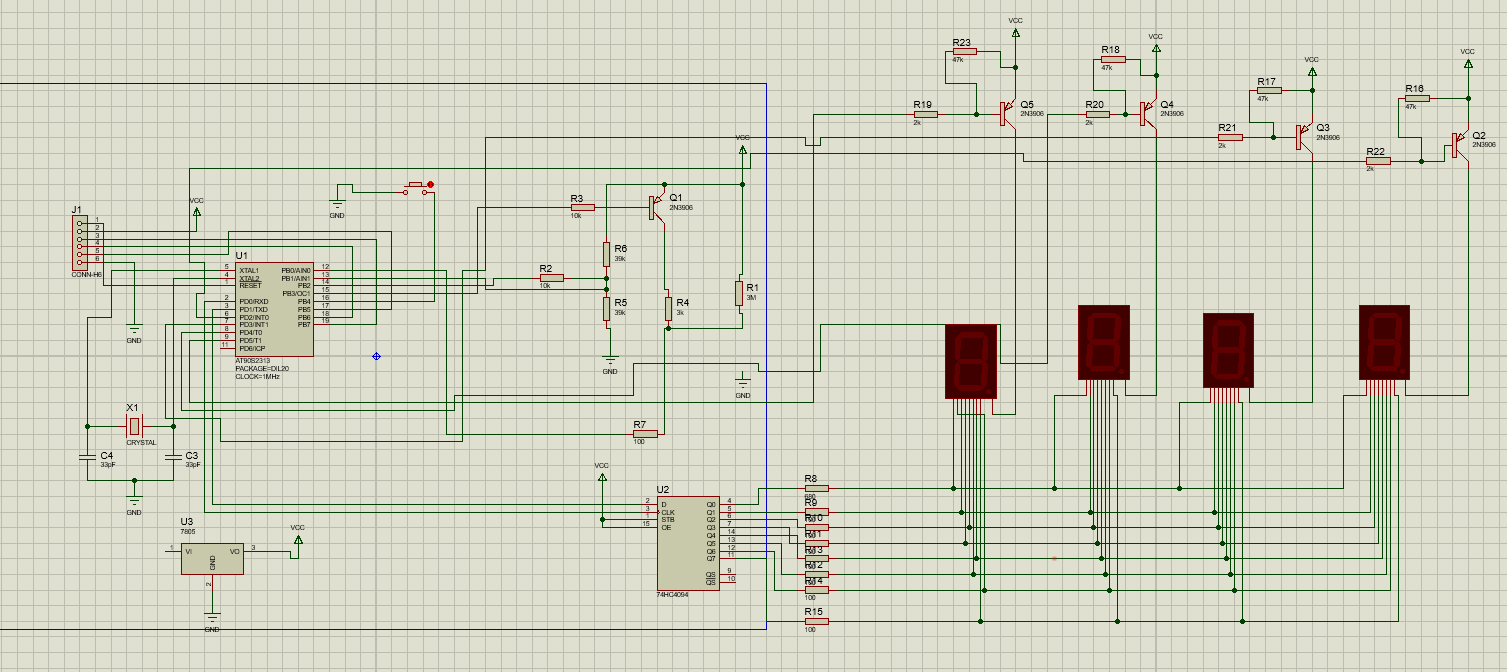 VCC
R23
47k
VCC
R18
47k
VCC
R17
47k
VCC
R16
47k
R19
2k
Q5
2N3906
R20
2k
Q4
2N3906
R21
2k
Q3
2N3906
R22
2k
Q2
2N3906
VCC
GND
R3
10k
Q1
2N3906
J1
1
2
3
4
5
6
CONN-H6
VCC
GND
U1
5 XTAL1
4 XTAL2
1 RESET
2 PD0/RXD
3 PD1/TXD
6 PD2/INT0
7 PD3/INT1
8 PD4/T0
9 PD5/T1
11 PD6/ICP
PB0/AIN0 12
PB1/AIN1 13
PB2 14
PB3/OC1 15
PB4 16
PB5 17
PB6 18
PB7 19
AT90S2313
PACKAGE=DIL20
CLOCK=1MHz
R2
10k
R6
39k
R5
39k
GND
R4
3k
R1
3M
GND
X1
CRYSTAL
C4
33pF
C3
33pF
GND
R7
100
U3
7805
1 VI
VO 3
GND
2
VCC
GND
VCC
U2
2 D
3 CLK
1 STB
15 OE
Q0 4
Q1 5
Q2 6
Q3 7
Q4 14
Q5 13
Q6 12
Q7 11
QS 9
QS 10
74HC4094
R8
R9
R10
R11
R13
R12
R14
100
R15
100